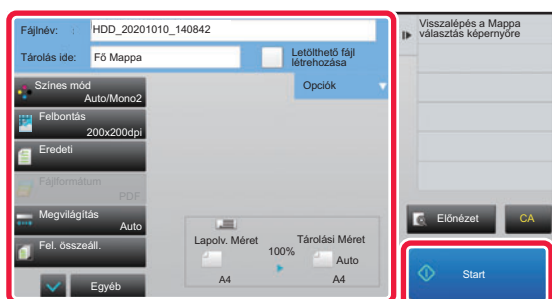 Fájlnév: : HDD_20201010_140842
Tárolás ide: Fő Mappa
Letölthető fájl
létrehozása
Opciók
Színes mód
Auto/Mono2
Felbontás
200x200dpi
Eredeti
Fájlformátum
PDF
Megvilágítás
Auto
Fel. összeáll.
Egyéb
Lapolv. Méret
A4
100%
Tárolási Méret
Auto
A4
Visszalépés a Mappa
választás képernyőre
Előnézet
CA
Start